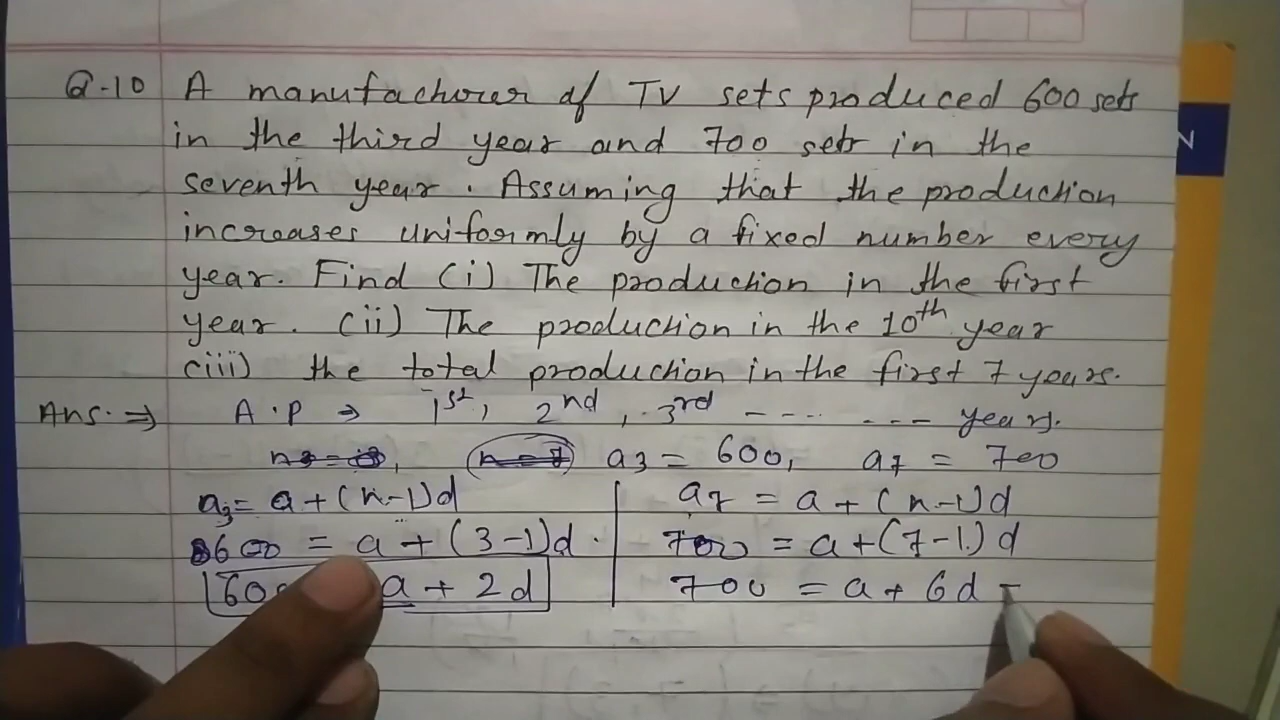 Q.10 A manufacturer of TV sets produced 600 sets
in the third year and 700 sets in the
seventh year. Assuming that the production
increases uniformly by a fixed number every
year. Find (i) The production in the first
year. (ii) The production in the 10th year
(iii) the total production in the first 7 years.
Ans. ⇒ A.P ⇒ 1st, 2nd, 3rd ---- ---- years.
a3 = 600, a7 = 700
a3 = a + (n-1)d
a7 = a + (n-1)d
600 = a + (3-1)d.
700 = a + (7-1)d
a + 2d
700 = a + 6d -
N